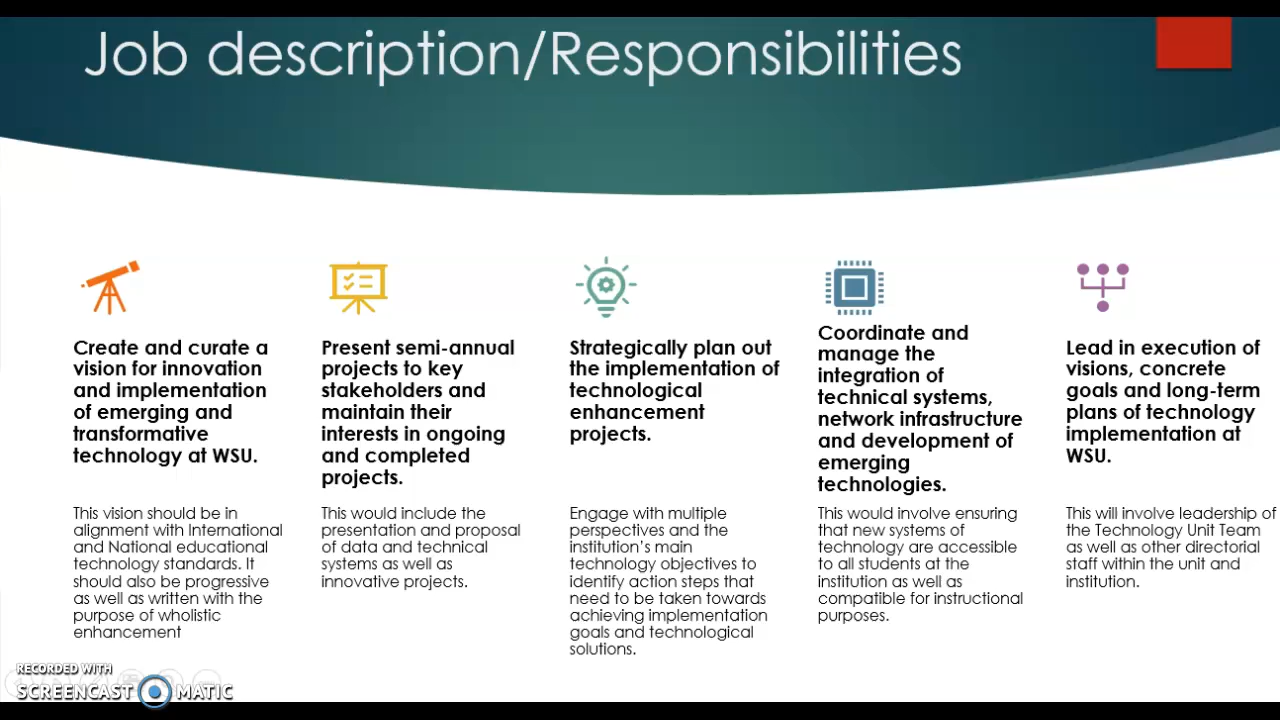 Job description/Responsibilities
Create and curate a
vision for innovation
and implementation
of emerging and
transformative
technology at WSU.
This vision should be in
alignment with International
and National educational
technology standards. It
should also be progressive
as well as written with the
purpose of wholistic
enhancement
Present semi-annual
projects to key
stakeholders and
maintain their
interests in ongoing
and completed
projects.
This would include the
presentation and proposal
of data and technical
systems as well as
innovative projects.
Strategically plan out
the implementation of
technological
enhancement
projects.
Engage with multiple
perspectives and the
institution's main
technology objectives to
identify action steps that
need to be taken towards
achieving implementation
goals and technological
solutions.
Coordinate and
manage the
integration of
technical systems,
network infrastructure
and development of
emerging
technologies.
This would involve ensuring
that new systems of
technology are accessible
to all students at the
institution as well as
compatible for instructional
purposes.
Lead in execution of
visions, concrete
goals and long-term
plans of technology
implementation at
WSU.
This will involve leadership of
the Technology Unit Team
as well as other directorial
staff within the unit and
institution.
RECORDED WITH
SCREENCAST MATIC